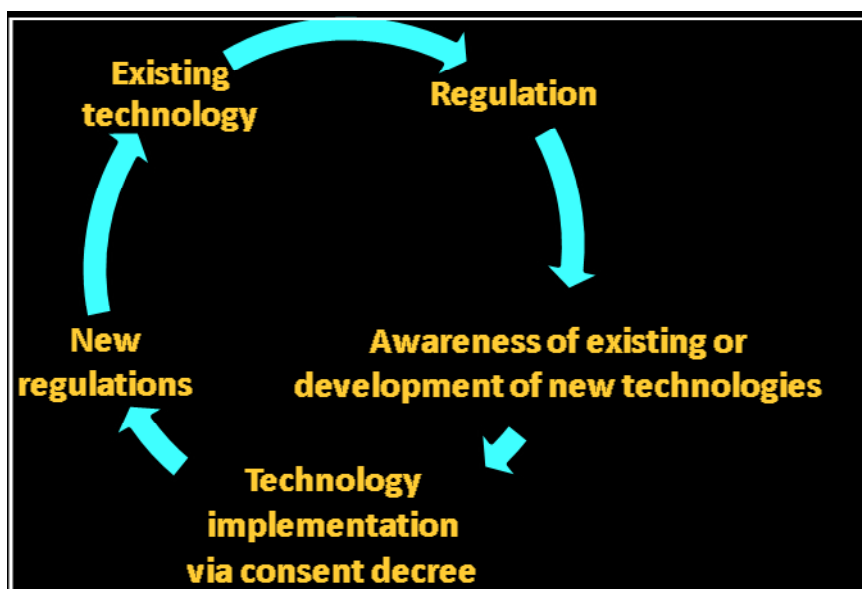 Existing
technology
Regulation
Awareness of existing or
development of new technologies
Technology
implementation
via consent decree
New
regulations